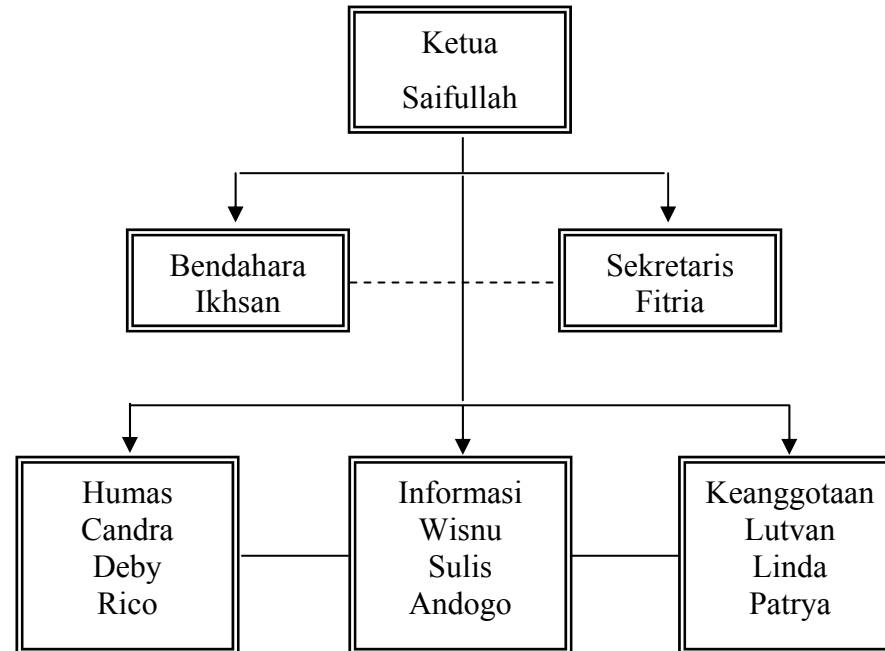 Ketua
Saifullah
Bendahara
Ikhsan
Sekretaris
Fitria
Humas
Candra
Deby
Rico
Informasi
Wisnu
Sulis
Andogo
Keanggotaan
Lutvan
Linda
Patrya